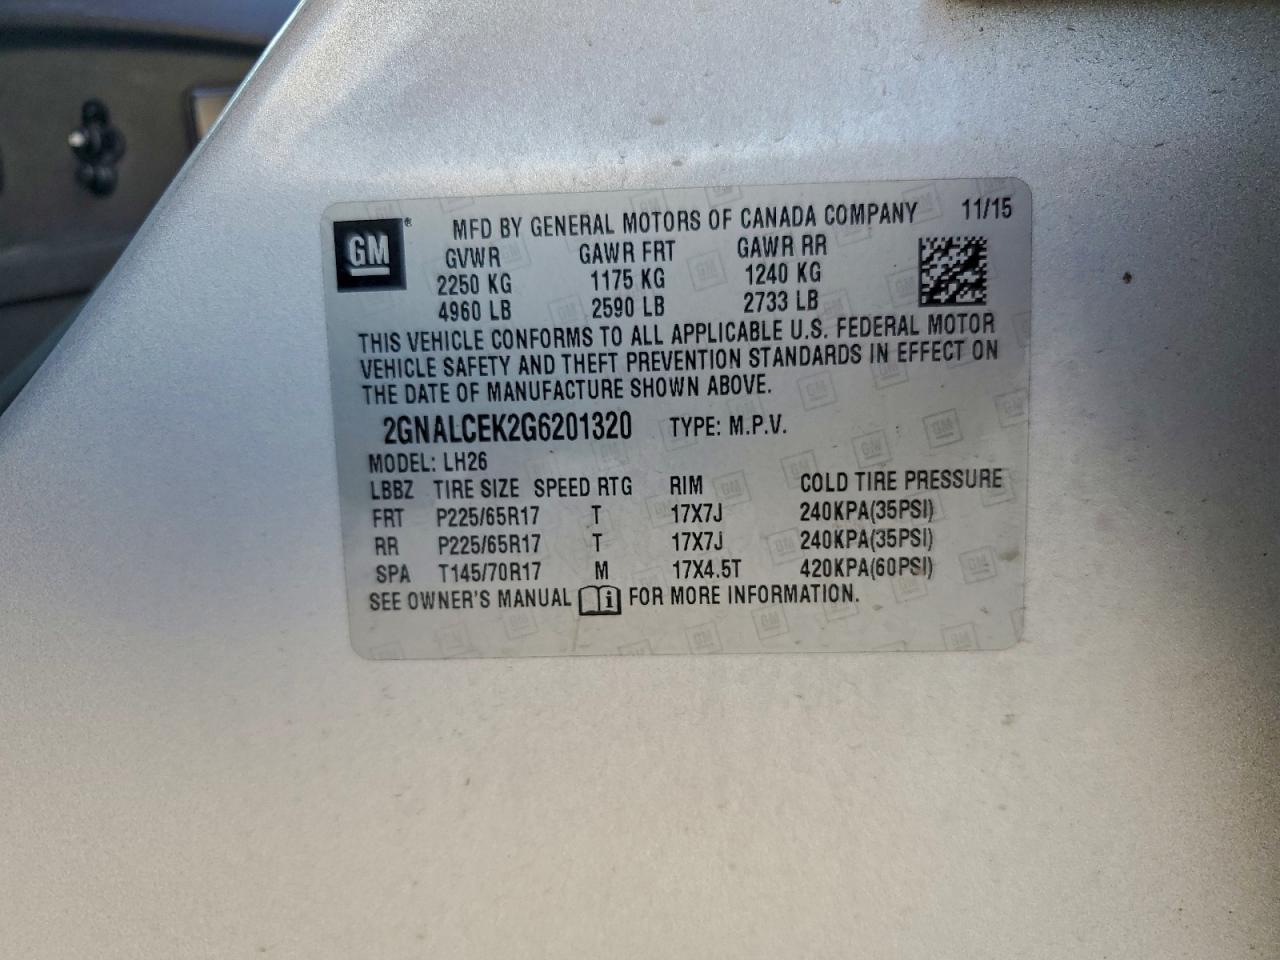 GM® MFD BY GENERAL MOTORS OF CANADA COMPANY 11/15
GVWR GAWR FRT GAWR RR
2250 KG 1175 KG 1240 KG
4960 LB 2590 LB 2733 LB
THIS VEHICLE CONFORMS TO ALL APPLICABLE U.S. FEDERAL MOTOR
VEHICLE SAFETY AND THEFT PREVENTION STANDARDS IN EFFECT ON
THE DATE OF MANUFACTURE SHOWN ABOVE.
2GNALCEK2G6201320 TYPE: M.P.V.
MODEL: LH26
LBBZ TIRE SIZE SPEED RTG RIM COLD TIRE PRESSURE
FRT P225/65R17 T 17X7J 240KPA(35PSI)
RR P225/65R17 T 17X7J 240KPA(35PSI)
SPA T145/70R17 M 17X4.5T 420KPA(60PSI)
SEE OWNER'S MANUAL i FOR MORE INFORMATION.